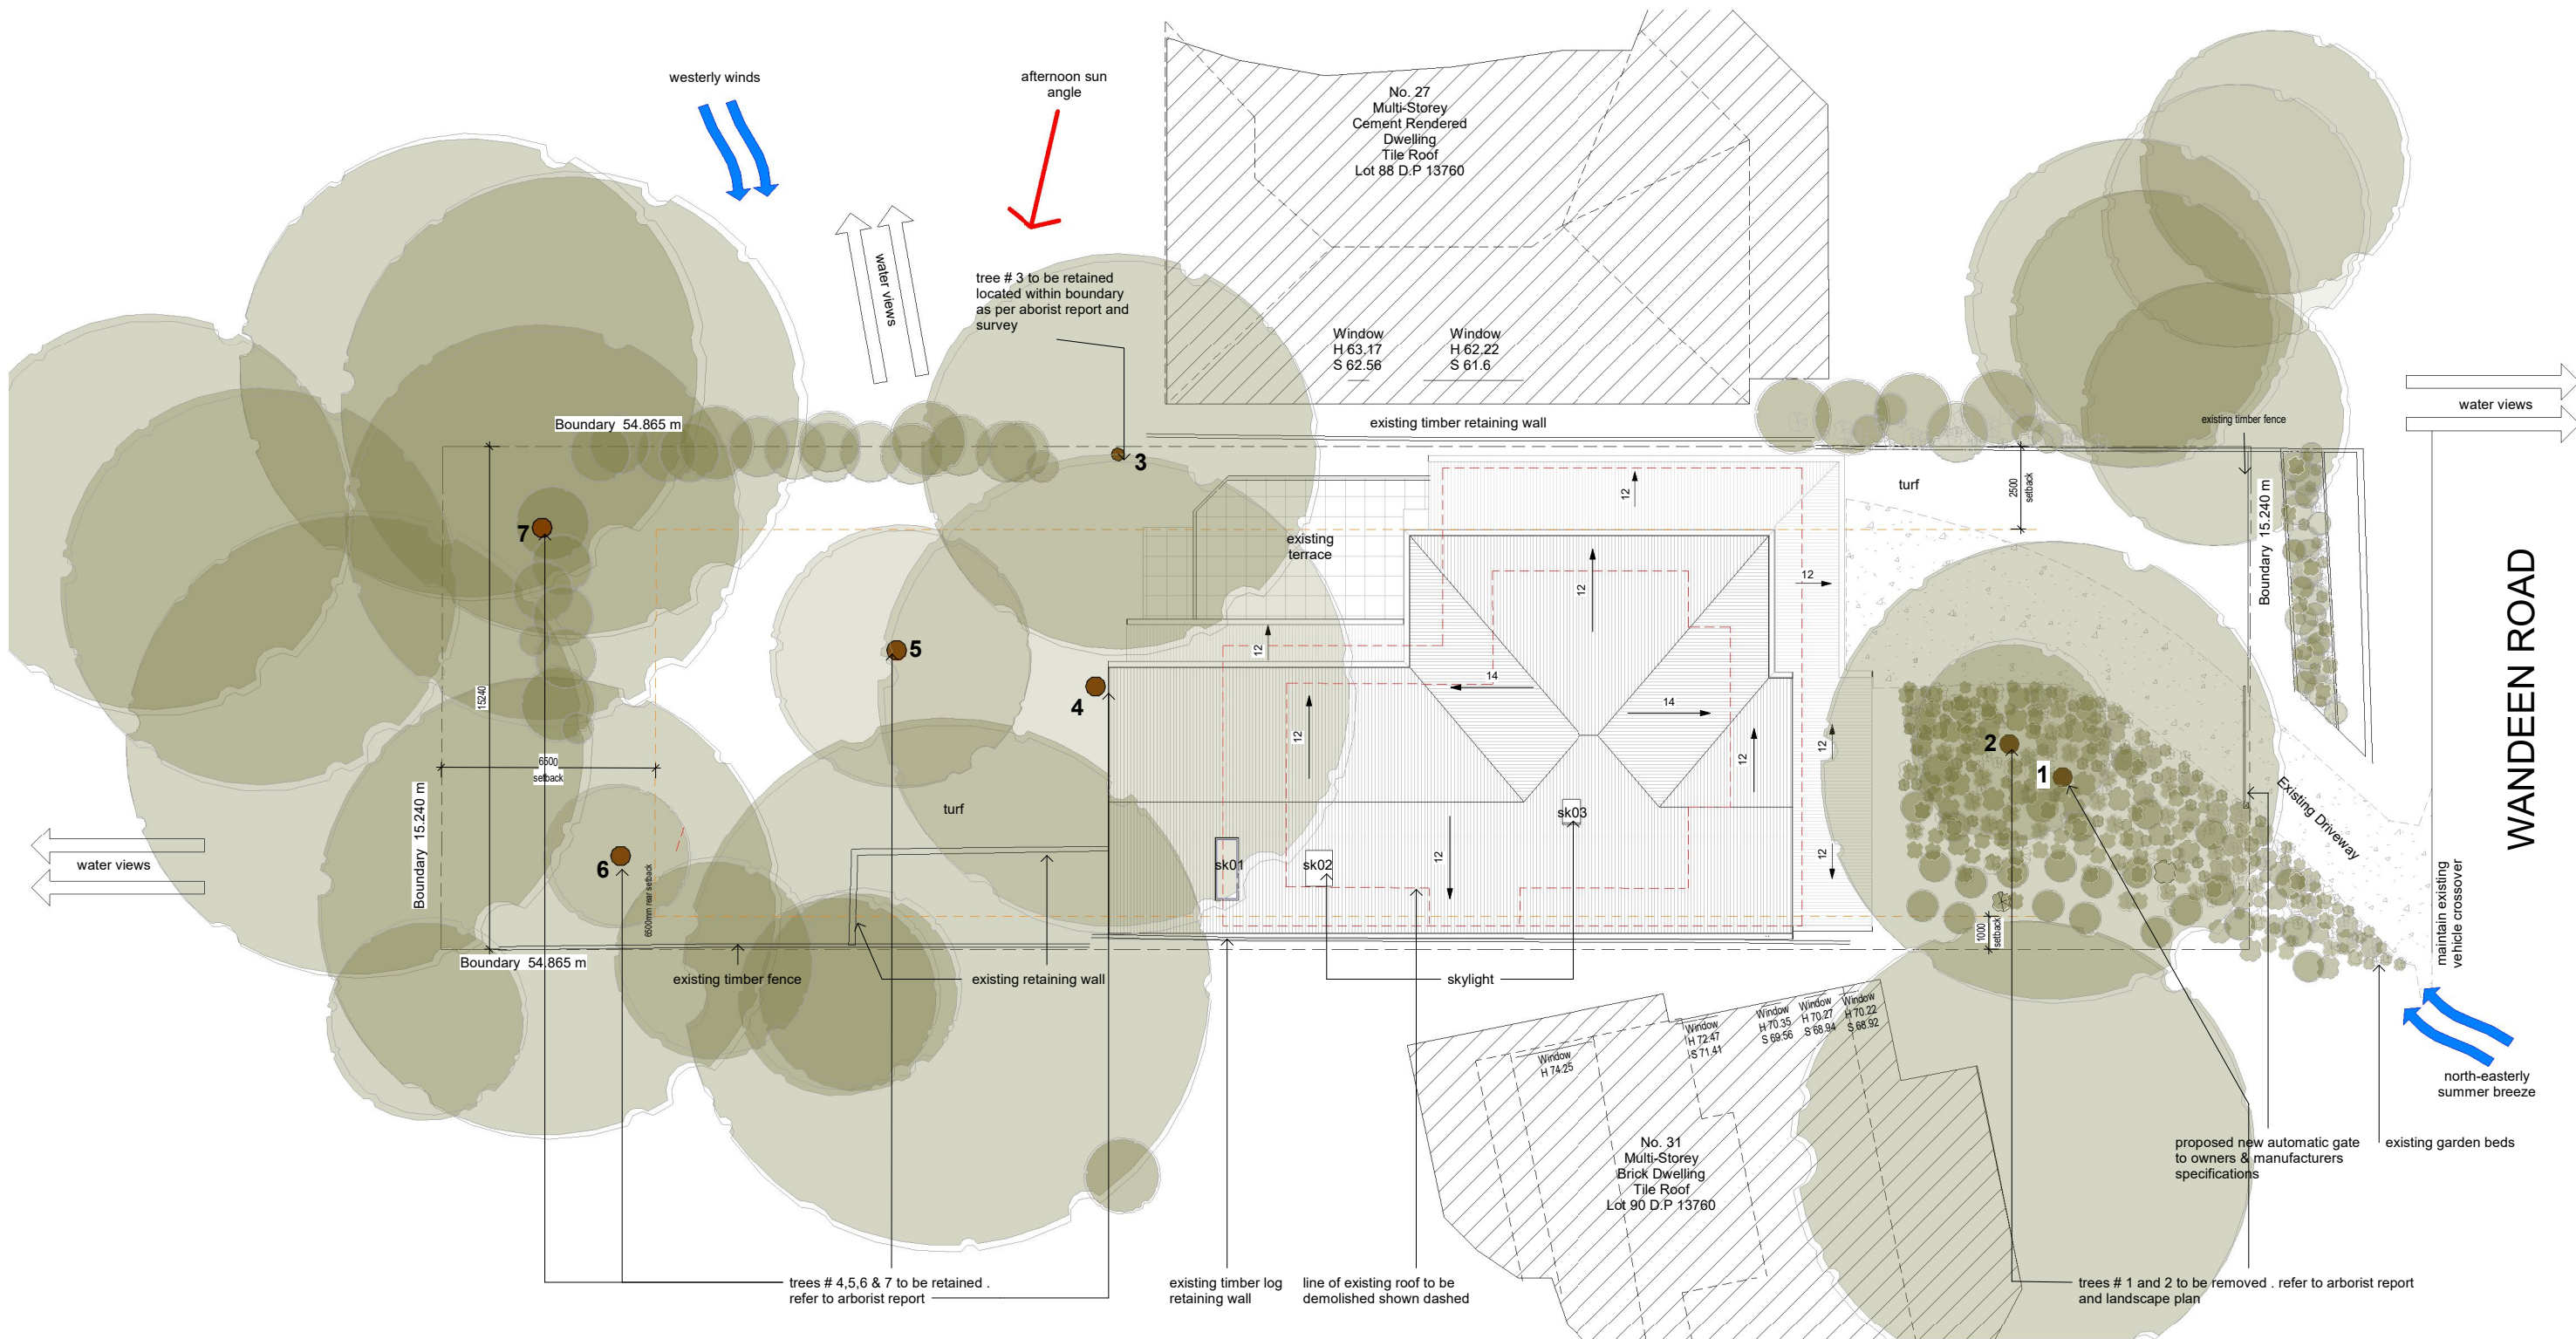 westerly winds
afternoon sun
angle
No. 27
Multi-Storey
Cement Rendered
Dwelling
Tile Roof
Lot 88 D.P 13760
water views
tree # 3 to be retained
located within boundary
as per aborist report and
survey
Window
H 63.17
S 62.56
Window
H 62.22
S 61.6
water views
existing timber retaining wall
existing timber fence
Boundary  54.865 m
3
turf
2500
setback
Boundary  15.240 m
WANDEEN ROAD
7
existing
terrace
12
12
12
12
5
4
14
14
15240
12
12
12
12
12
2
1
6500
setback
turf
sk01
sk02
sk03
Existing Driveway
water views
Boundary  15.240 m
6
6500mm rear setback
1000
setback
maintain existing
vehicle crossover
Boundary  54.865 m
existing timber fence
existing retaining wall
skylight
Window
H 74.25
Window
H 72.47
S 71.41
Window
H 70.35
S 69.56
Window
H 70.27
S 68.94
Window
H 70.22
S 68.92
north-easterly
summer breeze
No. 31
Multi-Storey
Brick Dwelling
Tile Roof
Lot 90 D.P 13760
proposed new automatic gate
to owners & manufacturers
specifications
existing garden beds
trees # 4,5,6 & 7 to be retained .
refer to arborist report
existing timber log
retaining wall
line of existing roof to be
demolished shown dashed
trees # 1 and 2 to be removed . refer to arborist report
and landscape plan